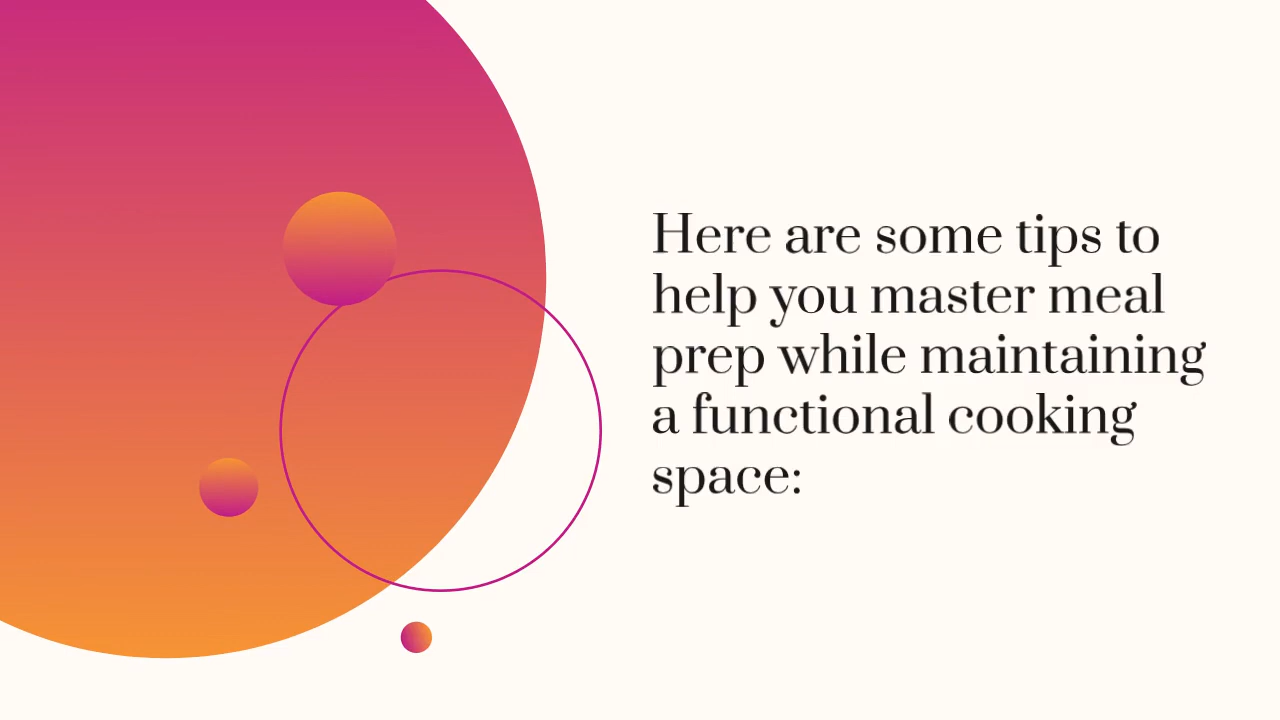 Here are some tips to
help you master meal
prep while maintaining
a functional cooking
space: